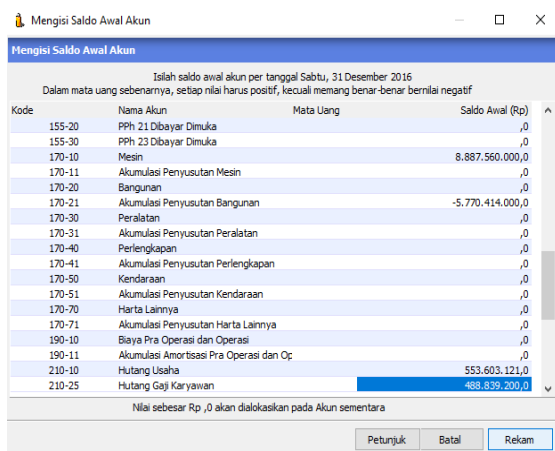 Mengisi Saldo Awal Akun
Mengisi Saldo Awal Akun
Isilah saldo awal akun per tanggal Sabtu, 31 Desember 2016
Dalam mata uang sebenarnya, setiap nilai harus positif, kecuali memang benar-benar bernilai negatif
Kode Nama Akun Mata Uang Saldo Awal (Rp)
155-20 PPh 21 Dibayar Dimuka ,0
155-30 PPh 23 Dibayar Dimuka ,0
170-10 Mesin 8.887.560.000,0
170-11 Akumulasi Penyusutan Mesin ,0
170-20 Bangunan ,0
170-21 Akumulasi Penyusutan Bangunan -5.770.414.000,0
170-30 Peralatan ,0
170-31 Akumulasi Penyusutan Peralatan ,0
170-40 Perlengkapan ,0
170-41 Akumulasi Penyusutan Perlengkapan ,0
170-50 Kendaraan ,0
170-51 Akumulasi Penyusutan Kendaraan ,0
170-70 Harta Lainnya ,0
170-71 Akumulasi Penyusutan Harta Lainnya ,0
190-10 Biaya Pra Operasi dan Operasi ,0
190-11 Akumulasi Amortisasi Pra Operasi dan Op ,0
210-10 Hutang Usaha 553.603.121,0
210-25 Hutang Gaji Karyawan 488.839.200,0
Nilai sebesar Rp ,0 akan dialokasikan pada Akun sementara
Petunjuk Batal Rekam